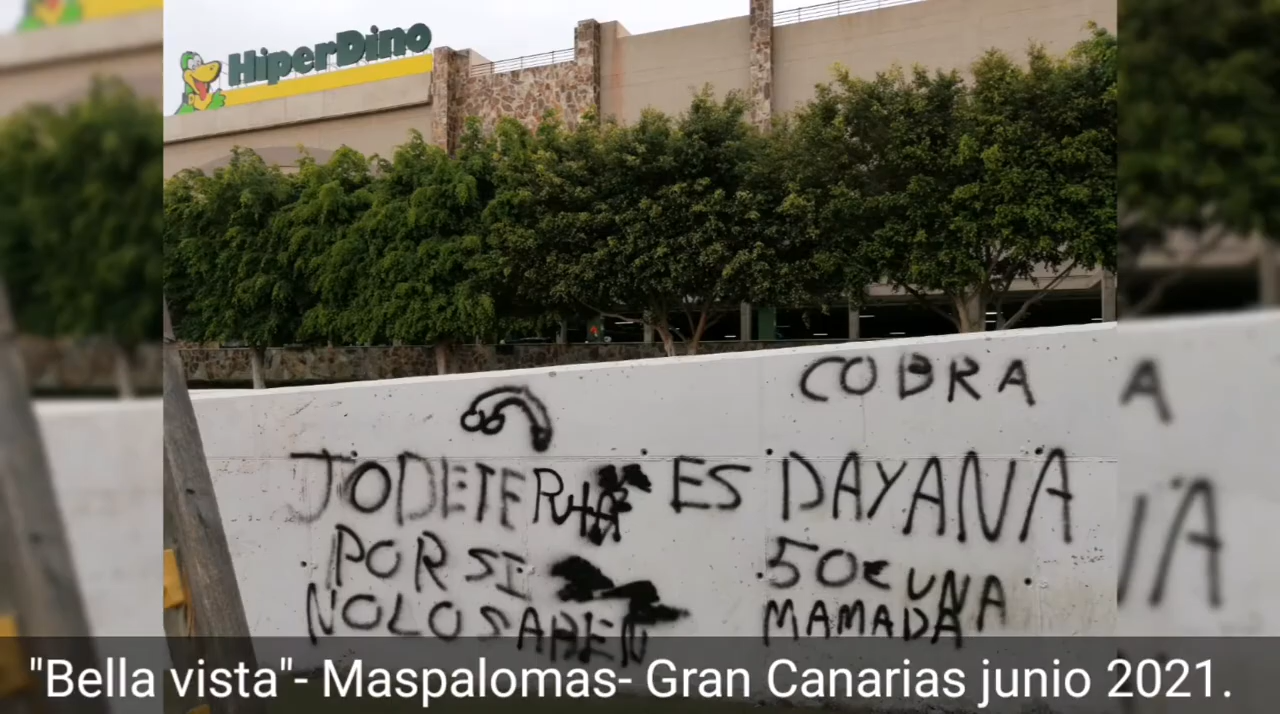 HiperDino
COBRA
ES DAYANA
POR SI
NO LO SABEN
50€ UNA
MAMADA
"Bella vista"- Maspalomas- Gran Canarias junio 2021.